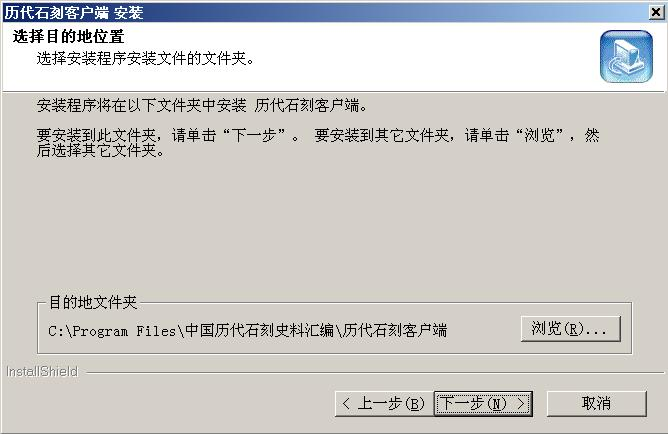 历代石刻客户端 安装
选择目的地位置
选择安装程序安装文件的文件夹。
安装程序将在以下文件夹中安装 历代石刻客户端。
要安装到此文件夹，请单击“下一步”。 要安装到其它文件夹，请单击“浏览”，然
后选择其它文件夹。
目的地文件夹
C:\Program Files\中国历代石刻史料汇编\历代石刻客户端
浏览(R)...
InstallShield
< 上一步(B)
下一步(N) >
取消